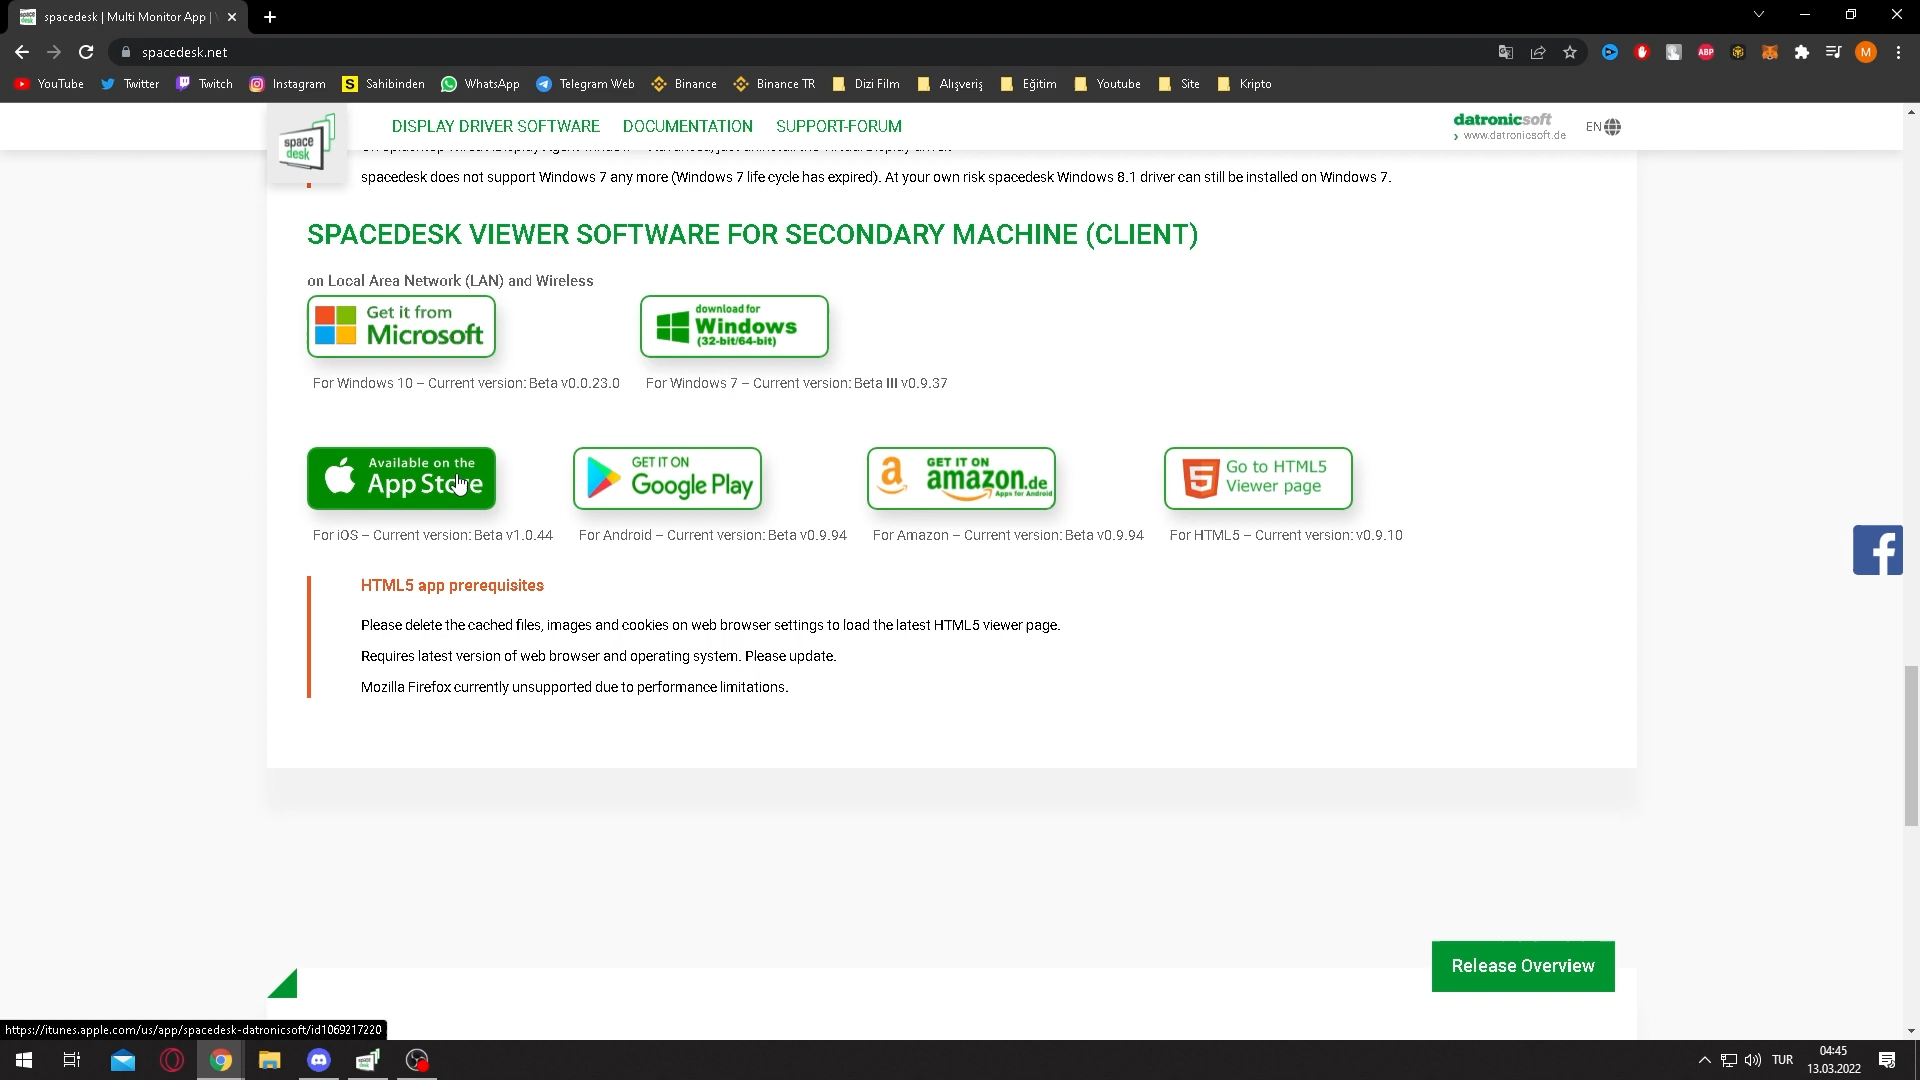 spacedesk | Multi Monitor App |
spacedesk.net
ABP
M
YouTube
Twitter
Twitch
Instagram
S Sahibinden
WhatsApp
Telegram Web
Binance
Binance TR
Dizi Film
Alışveriş
Eğitim
Youtube
Site
Kripto
space
desk
DISPLAY DRIVER SOFTWARE
DOCUMENTATION
SUPPORT-FORUM
datronicsoft
› www.datronicsoft.de
EN
spacedesk does not support Windows 7 any more (Windows 7 life cycle has expired). At your own risk spacedesk Windows 8.1 driver can still be installed on Windows 7.
SPACEDESK VIEWER SOFTWARE FOR SECONDARY MACHINE (CLIENT)
on Local Area Network (LAN) and Wireless
Get it from
Microsoft
download for
Windows
(32-bit/64-bit)
For Windows 10 – Current version: Beta v0.0.23.0
For Windows 7 – Current version: Beta III v0.9.37
Available on the
App Store
GET IT ON
Google Play
a
GET IT ON
amazon.de
Apps for Android
Go to HTML5
Viewer page
For iOS – Current version: Beta v1.0.44
For Android – Current version: Beta v0.9.94
For Amazon – Current version: Beta v0.9.94
For HTML5 – Current version: v0.9.10
HTML5 app prerequisites
Please delete the cached files, images and cookies on web browser settings to load the latest HTML5 viewer page.
Requires latest version of web browser and operating system. Please update.
Mozilla Firefox currently unsupported due to performance limitations.
Release Overview
https://itunes.apple.com/us/app/spacedesk-datronicsoft/id1069217220
TUR
04:45
13.03.2022